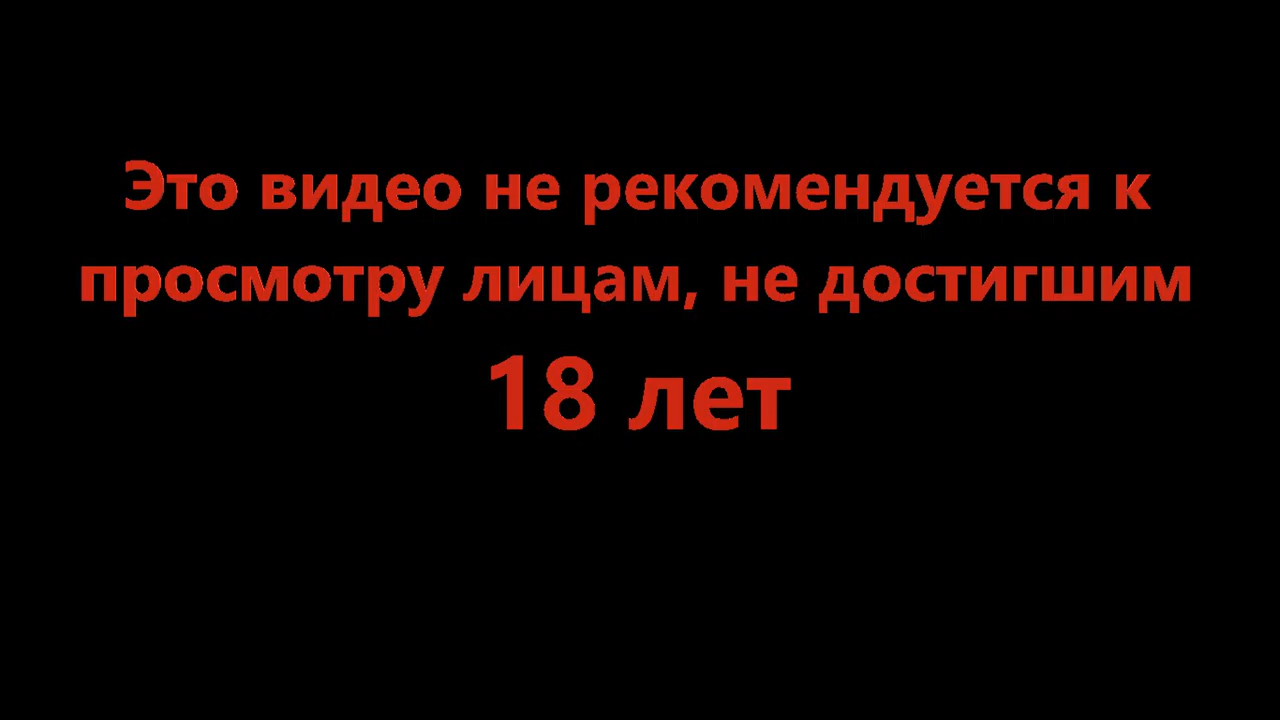 Это видео не рекомендуется к
просмотру лицам, не достигшим
18 лет